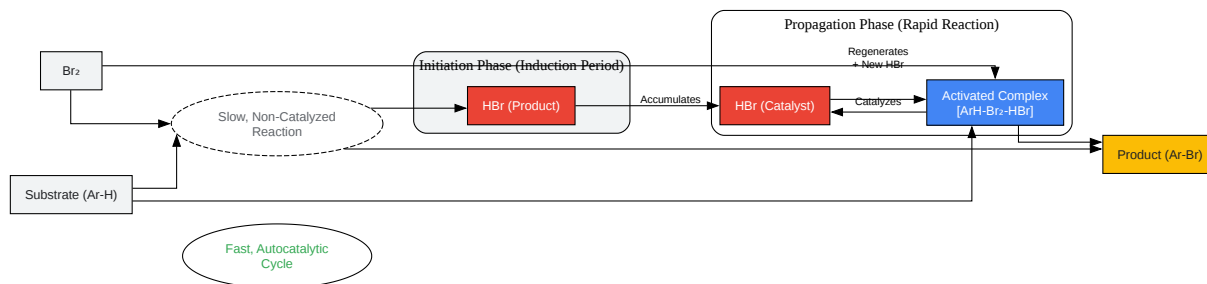 Propagation Phase (Rapid Reaction)
Br₂
Initiation Phase (Induction Period)
Regenerates
+ New HBr
HBr (Product)
Accumulates
HBr (Catalyst)
Catalyzes
Activated Complex
[ArH-Br₂-HBr]
Slow, Non-Catalyzed
Reaction
Product (Ar-Br)
Substrate (Ar-H)
Fast, Autocatalytic
Cycle